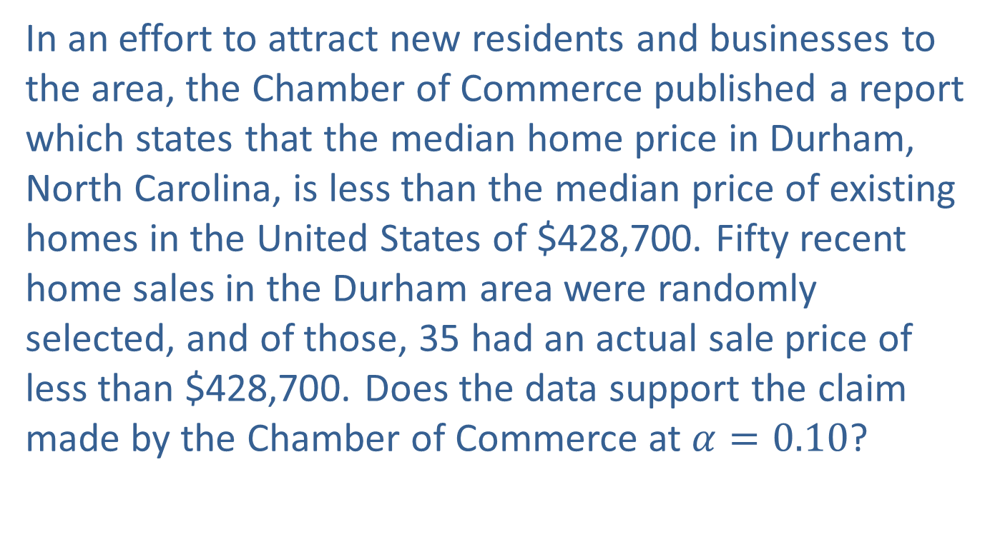 In an effort to attract new residents and businesses to
the area, the Chamber of Commerce published a report
which states that the median home price in Durham,
North Carolina, is less than the median price of existing
homes in the United States of $428,700. Fifty recent
home sales in the Durham area were randomly
selected, and of those, 35 had an actual sale price of
less than $428,700. Does the data support the claim
made by the Chamber of Commerce at 𝛼 = 0.10?